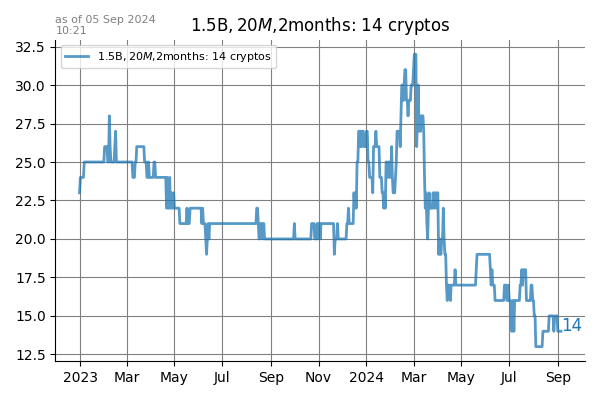 as of 05 Sep 2024
10:21
1.5B, 20M,2months: 14 cryptos
1.5B, 20M,2months: 14 cryptos
32.5
30.0
27.5
25.0
22.5
20.0
17.5
15.0
12.5
14
2023 Mar May Jul Sep Nov 2024 Mar May Jul Sep